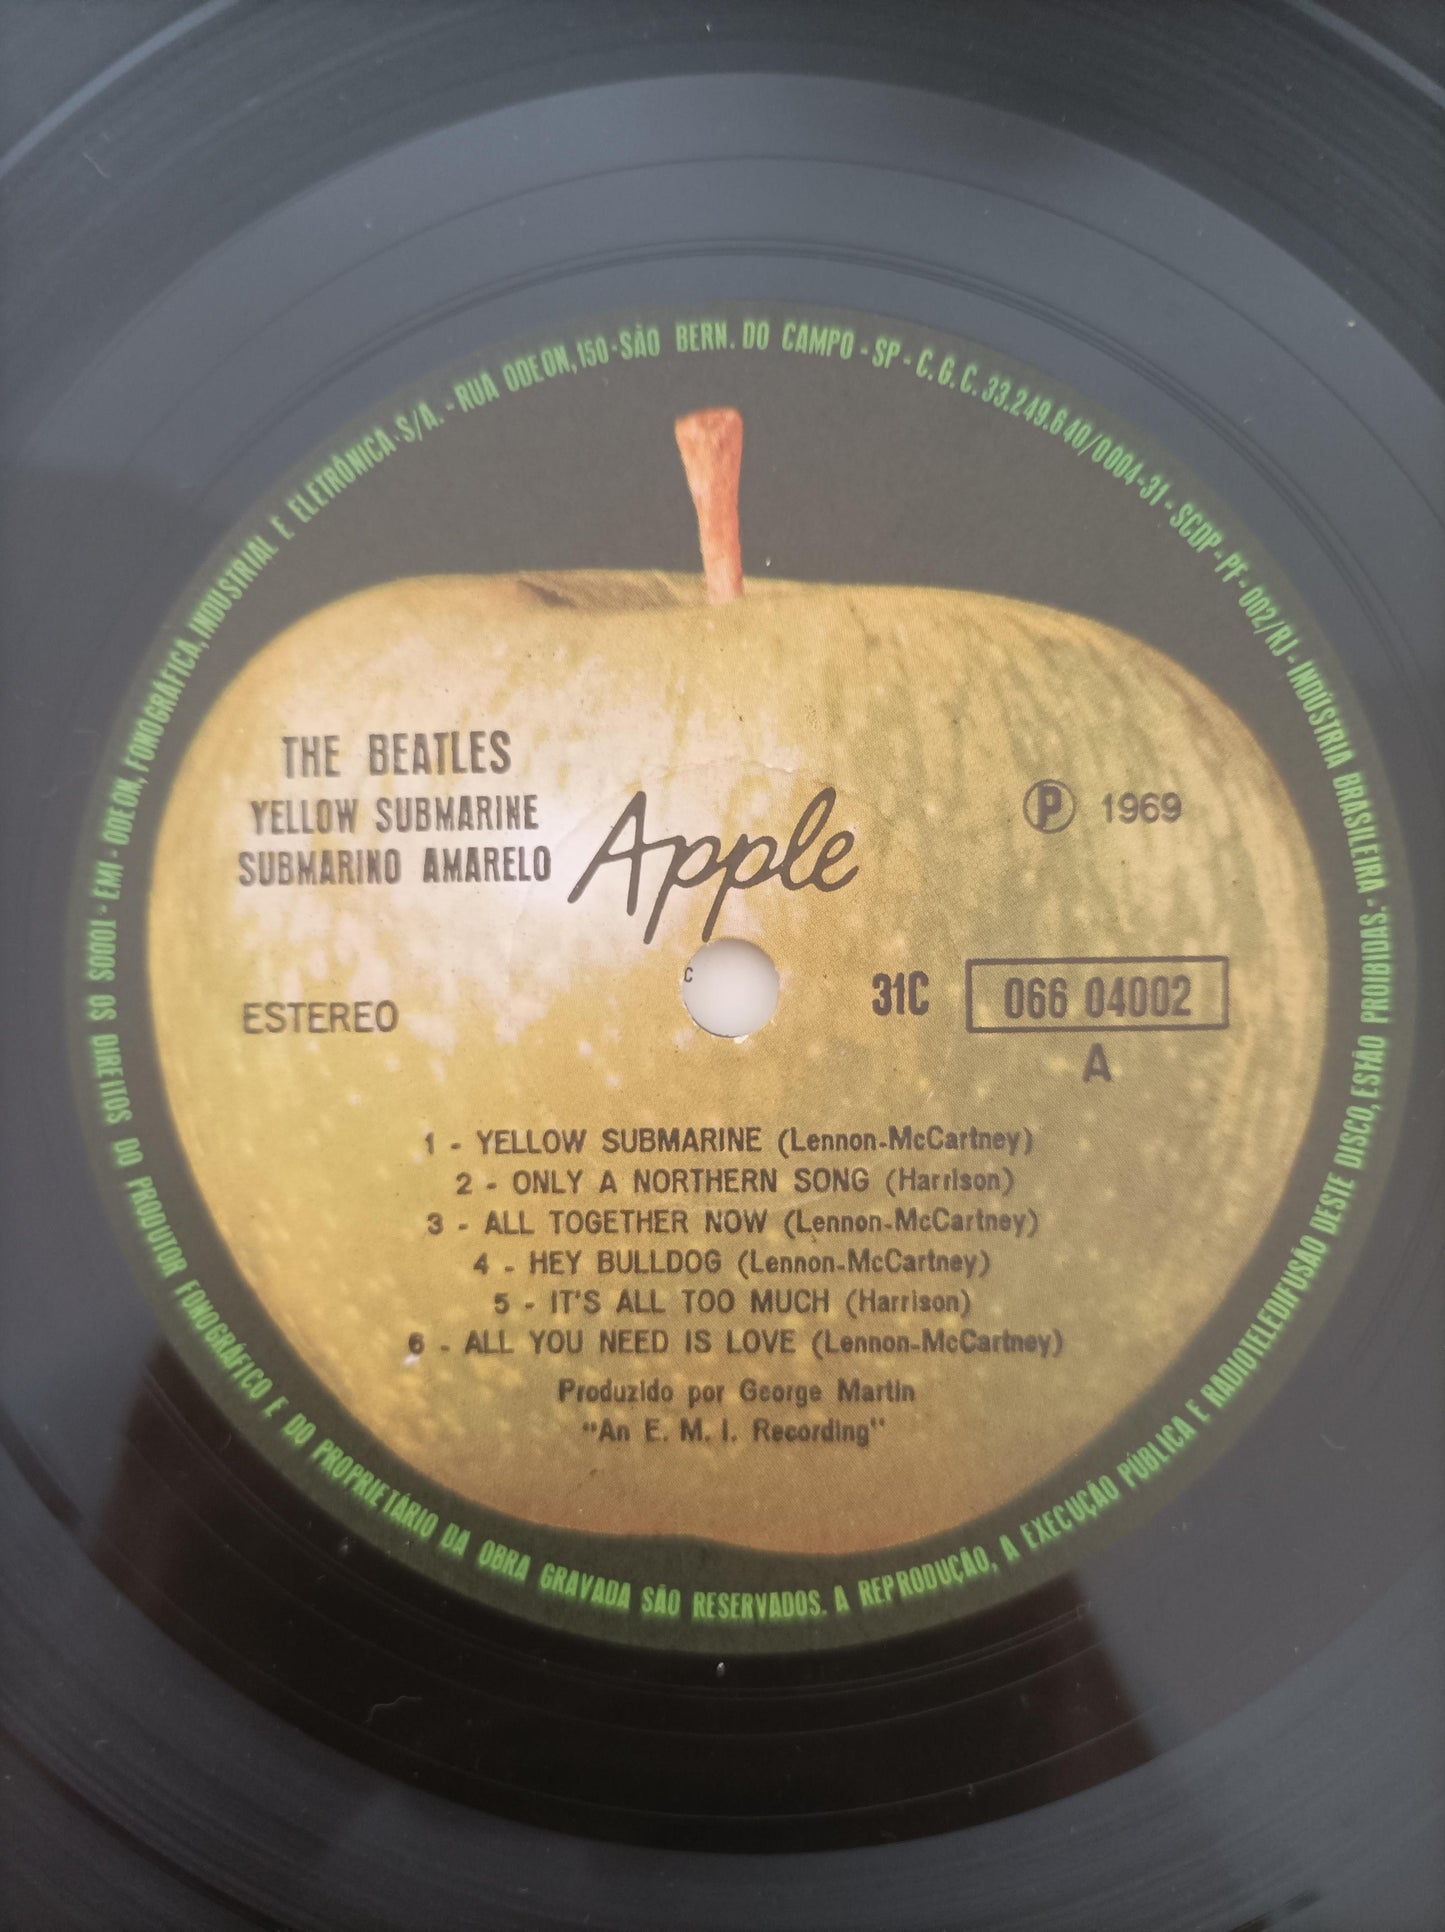 EMI - ODEON, FONOGRÁFICA, INDUSTRIAL E ELETRÔNICA S/A. - RUA ODEON, 150 - SÃO BERN. DO CAMPO - SP - C.G.C. 33.249.640/0004-31 - SCDP - PF - 002/RJ - INDÚSTRIA BRASILEIRA -
TODOS OS DIREITOS DO PRODUTOR FONOGRÁFICO E DO PROPRIETÁRIO DA OBRA GRAVADA SÃO RESERVADOS. A REPRODUÇÃO, A EXECUÇÃO PÚBLICA E RADIOTELEDIFUSÃO DESTE DISCO, ESTÃO PROIBIDAS.
THE BEATLES
YELLOW SUBMARINE
SUBMARINO AMARELO
Apple
Ⓟ 1969
C
ESTEREO
31C 066 04002
A
1 - YELLOW SUBMARINE (Lennon-McCartney)
2 - ONLY A NORTHERN SONG (Harrison)
3 - ALL TOGETHER NOW (Lennon-McCartney)
4 - HEY BULLDOG (Lennon-McCartney)
5 - IT'S ALL TOO MUCH (Harrison)
6 - ALL YOU NEED IS LOVE (Lennon-McCartney)
Produzido por George Martin
"An E. M. I. Recording"